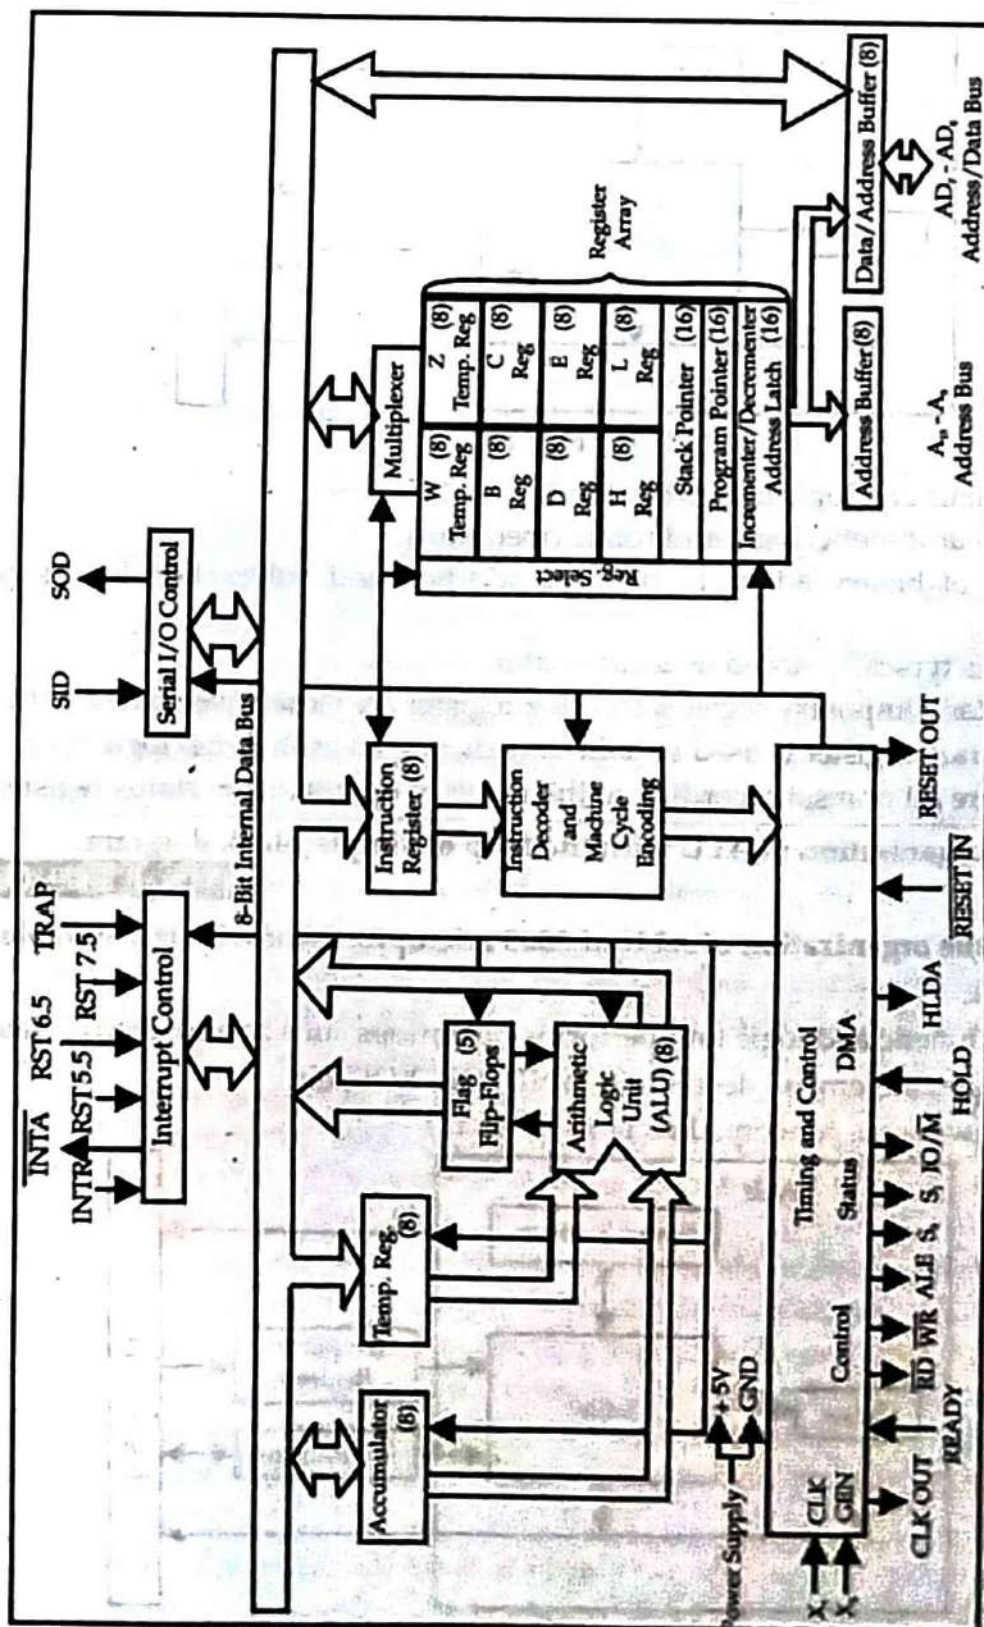 INTA
RST 6.5
TRAP
INTR
RST 5.5
RST 7.5
SID
SOD
Interrupt Control
Serial I/O Control
8-Bit Internal Data Bus
Accumulator
(8)
Temp. Reg.
(8)
Flag (5)
Flip-Flops
Arithmetic
Logic
Unit
(ALU) (8)
Instruction
Register (8)
Instruction
Decoder
and
Machine
Cycle
Encoding
Multiplexer
Reg. Select
W (8)
Temp. Reg
Z (8)
Temp. Reg
B (8)
Reg
C (8)
Reg
D (8)
Reg
E (8)
Reg
H (8)
Reg
L (8)
Reg
Stack Pointer (16)
Program Pointer (16)
Incrementer/Decrementer
Address Latch (16)
Register
Array
Power Supply
+ 5V
GND
CLK
GEN
Timing and Control
Control
Status
DMA
CLK OUT
READY
RD
WR
ALE
S
S
IO/M
HOLD
HLDA
RESET IN
RESET OUT
Address Buffer (8)
Data/Address Buffer (8)
Address Bus
Address/Data Bus